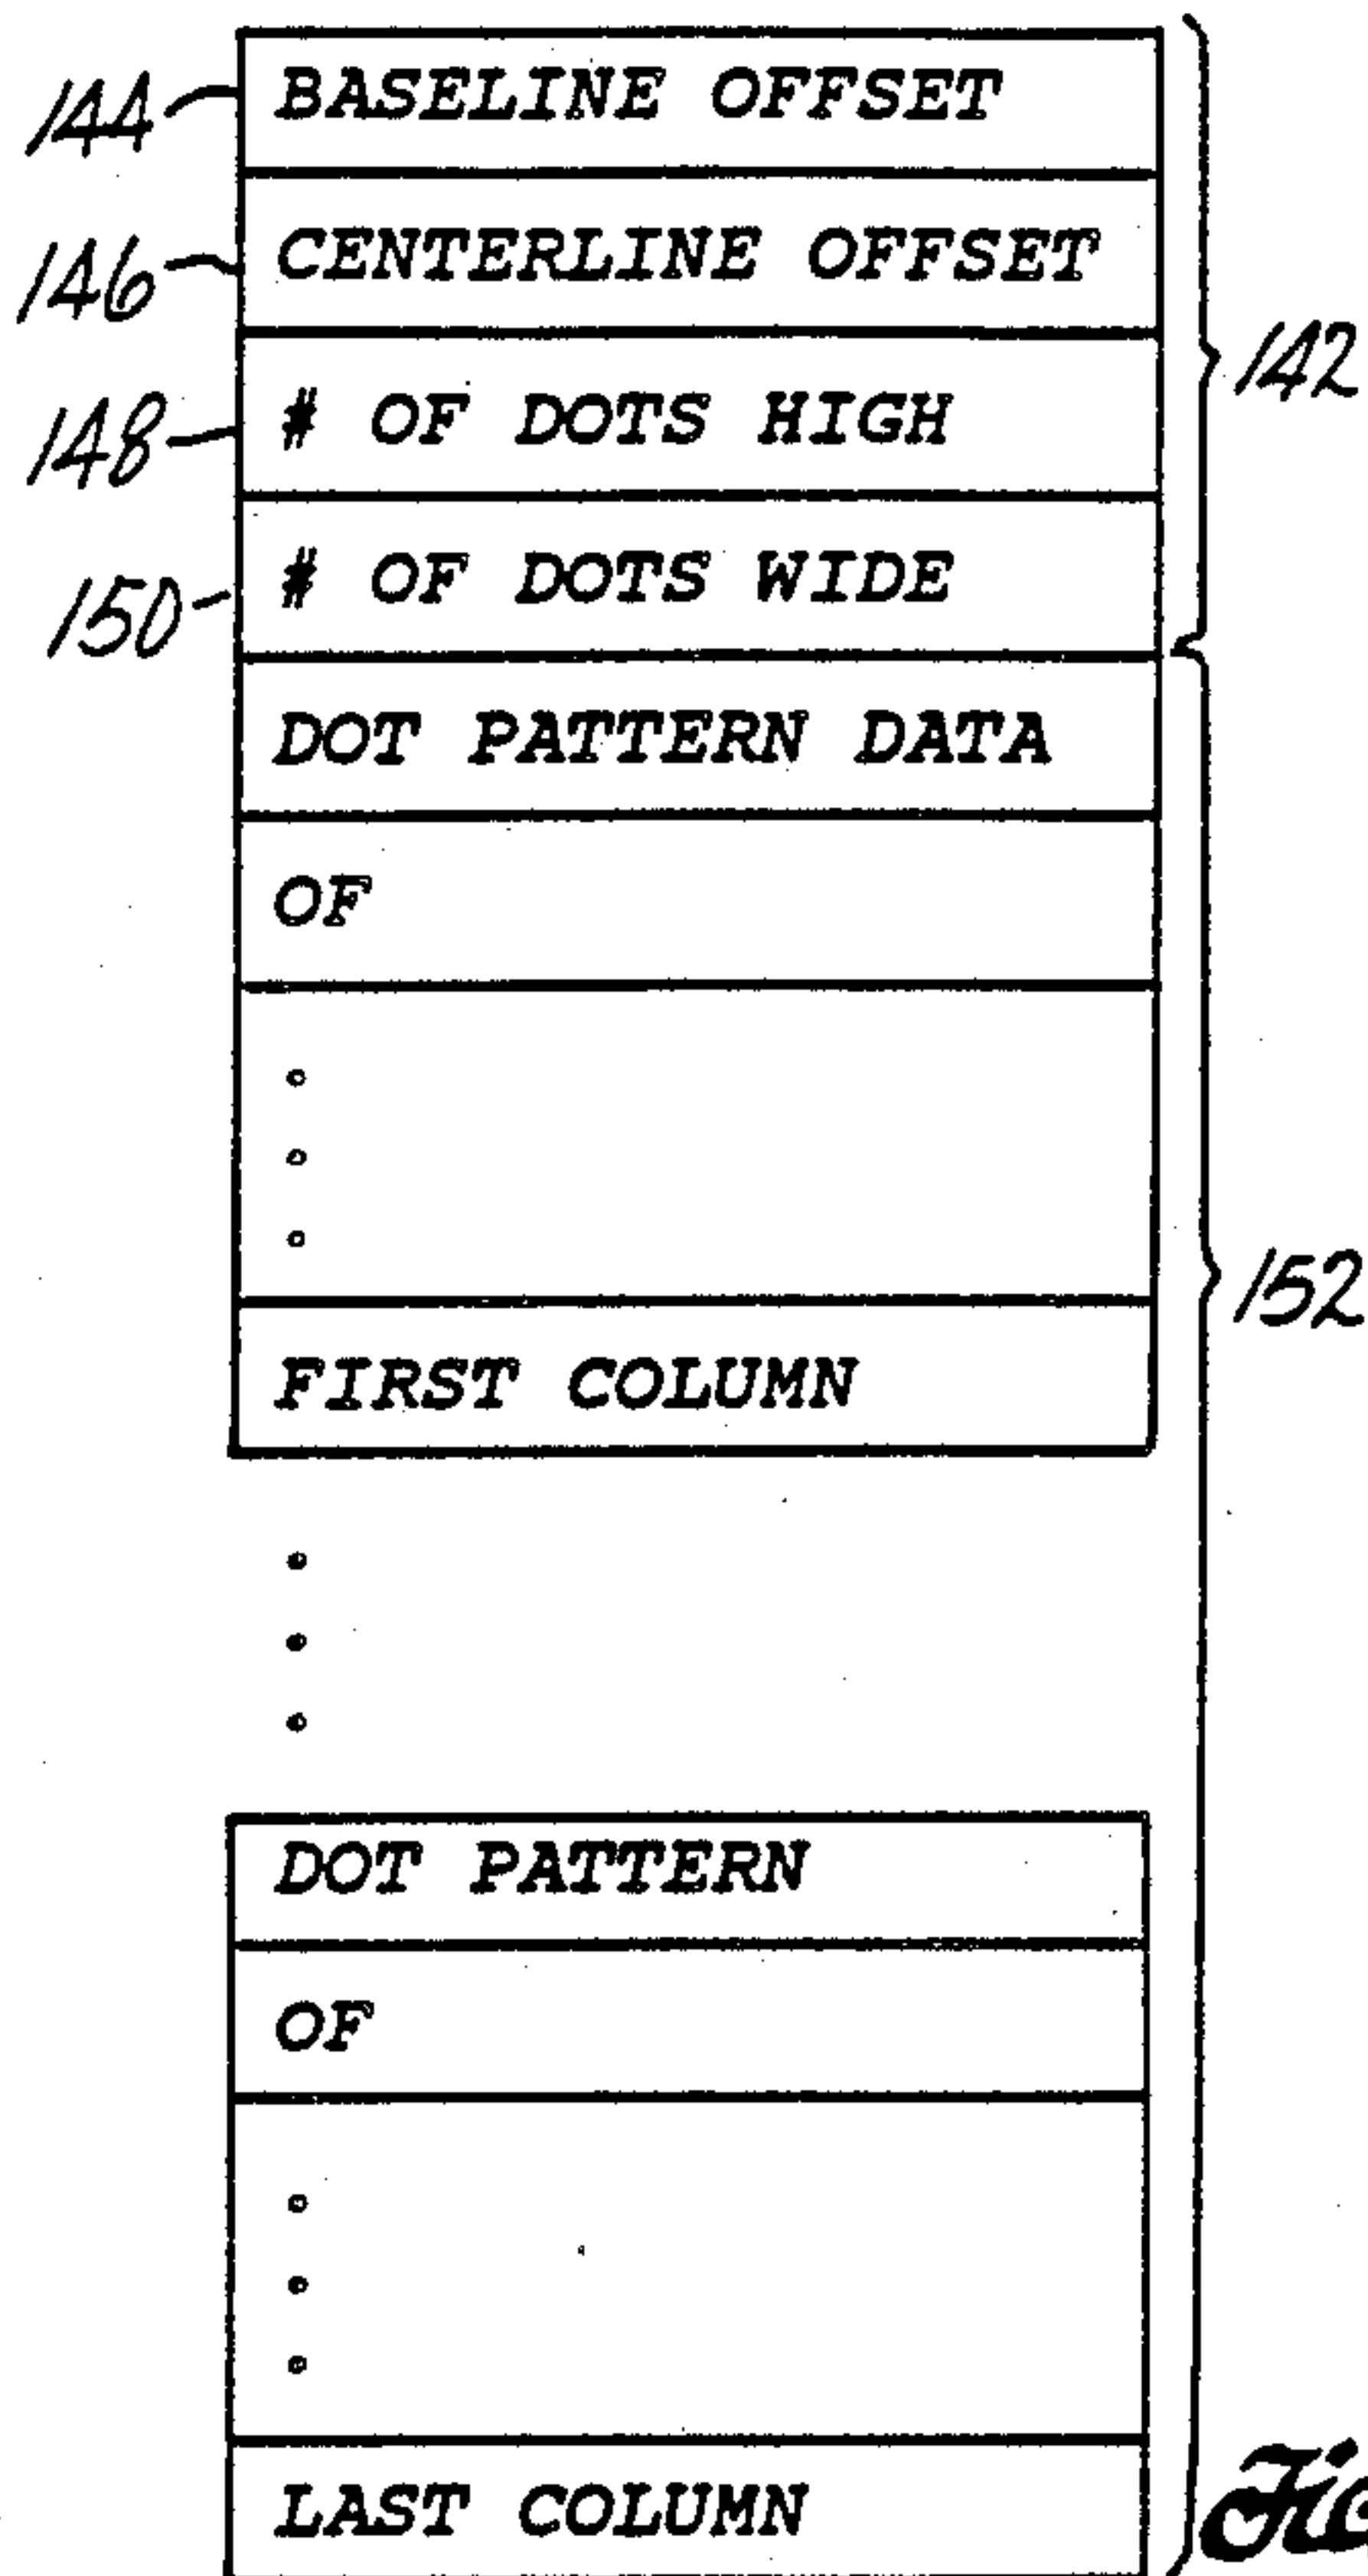 144 BASELINE OFFSET
146 CENTERLINE OFFSET
142
148 # OF DOTS HIGH
150 # OF DOTS WIDE
DOT PATTERN DATA
OF
152
FIRST COLUMN
DOT PATTERN
OF
LAST COLUMN